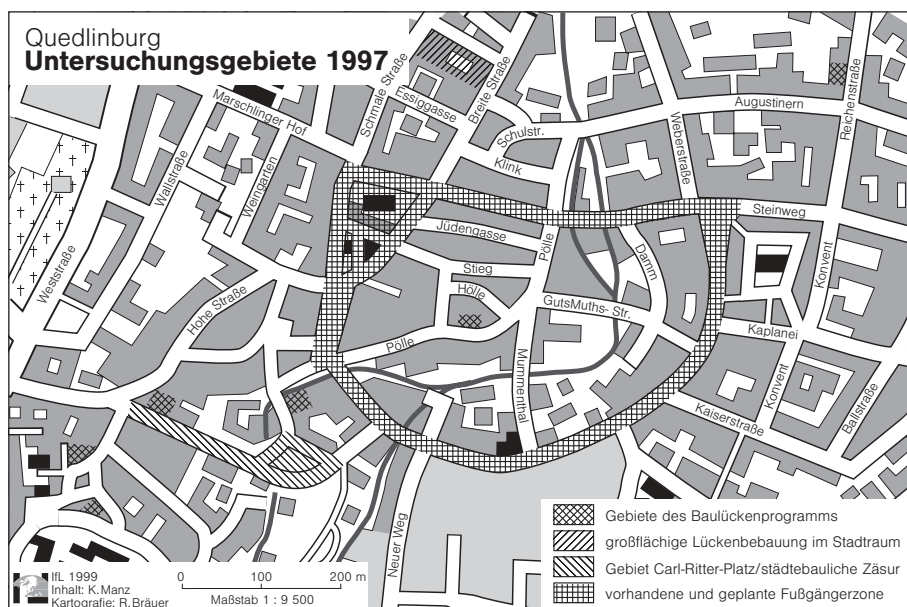 Quedlinburg
Untersuchungsgebiete 1997
Marschlinger Hof
Schmale Straße
Essiggasse
Breite Straße
Schulstr.
Klink
Augustinern
Weberstraße
Reichenstraße
Wallstraße
Weingarten
Weststraße
Hohe Straße
Jüdengasse
Stieg
Hölle
Pölle
Pölle
Damm
GutsMuths- Str.
Mummenthal
Steinweg
Konvent
Kaplanei
Konvent
Kaiserstraße
Ballstraße
Neuer Weg
Gebiete des Baulückenprogramms
großflächige Lückenbebauung im Stadtraum
Gebiet Carl-Ritter-Platz/städtebauliche Zäsur
vorhandene und geplante Fußgängerzone
IfL 1999
Inhalt: K.Manz
Kartografie: R.Bräuer
0 100 200 m
Maßstab 1 : 9 500